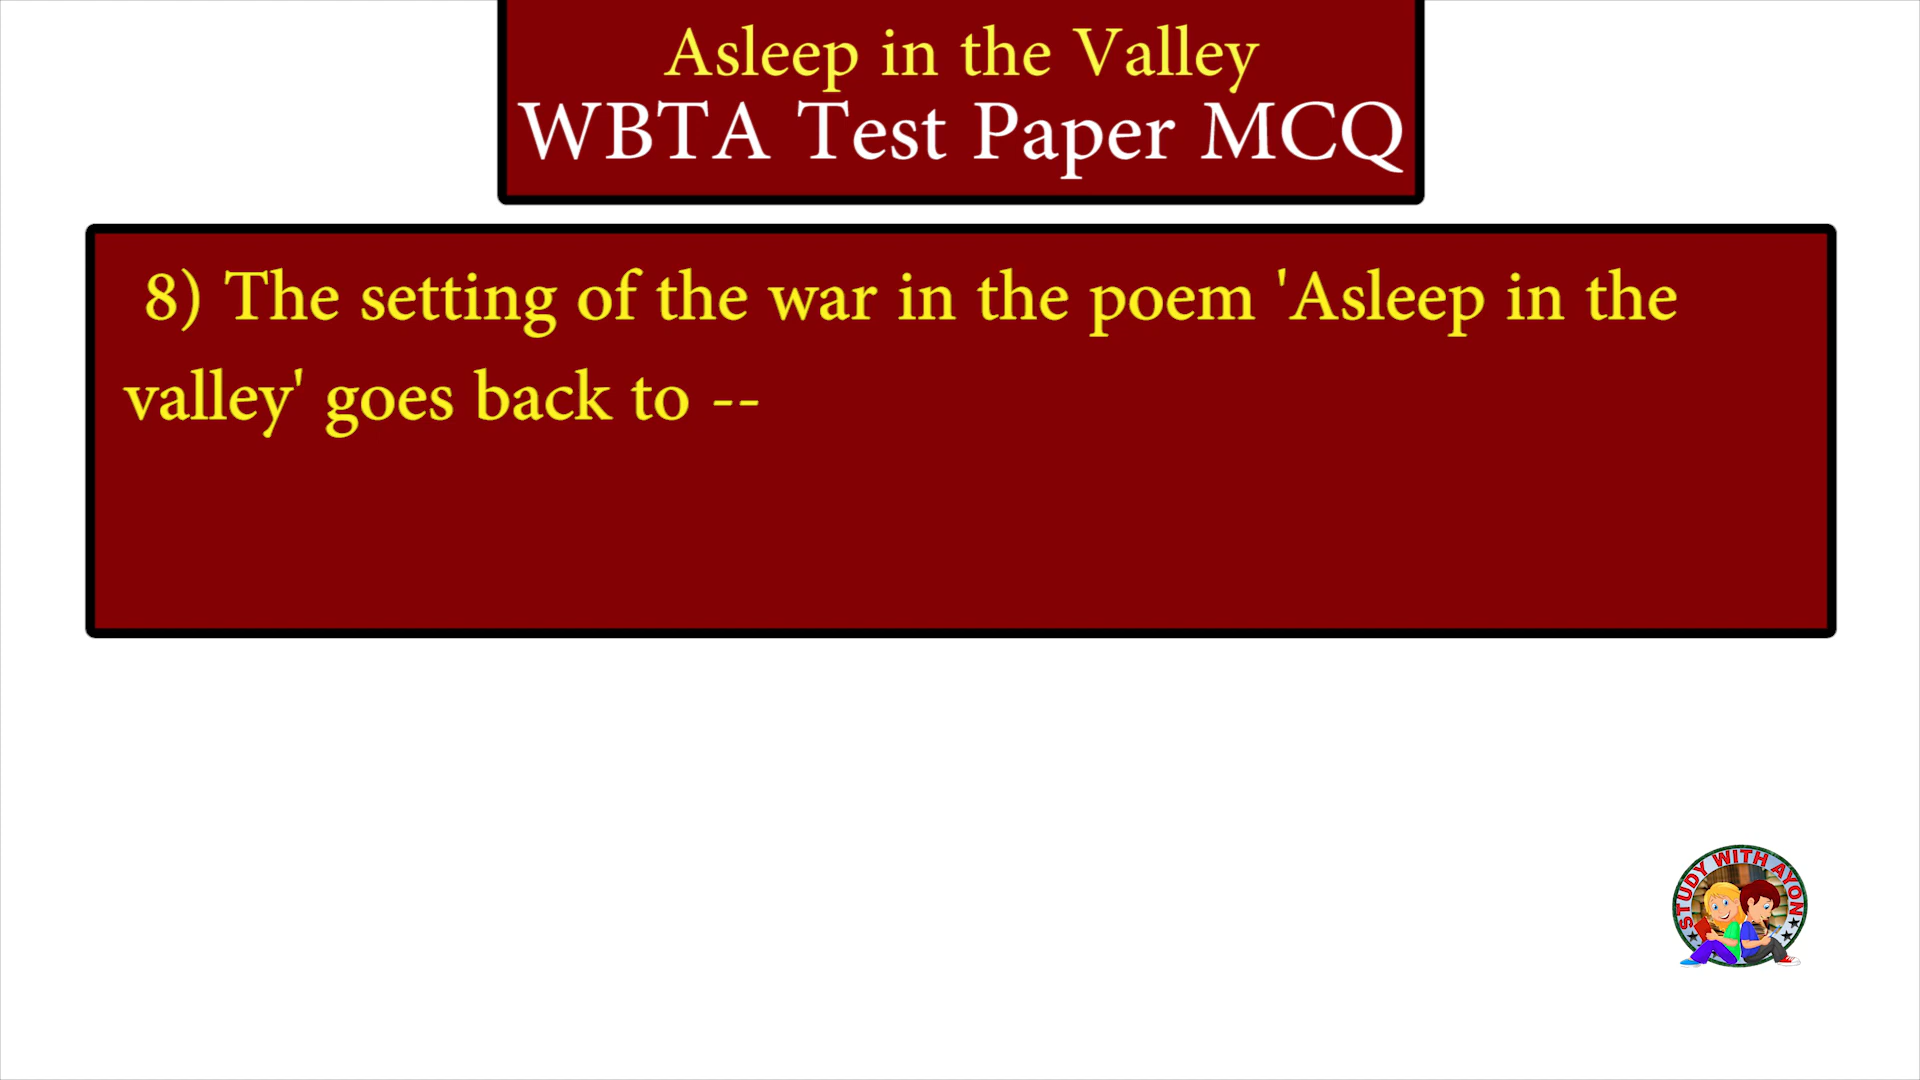 Asleep in the Valley
WBTA Test Paper MCQ
8) The setting of the war in the poem 'Asleep in the
valley' goes back to --
STUDY WITH AYON